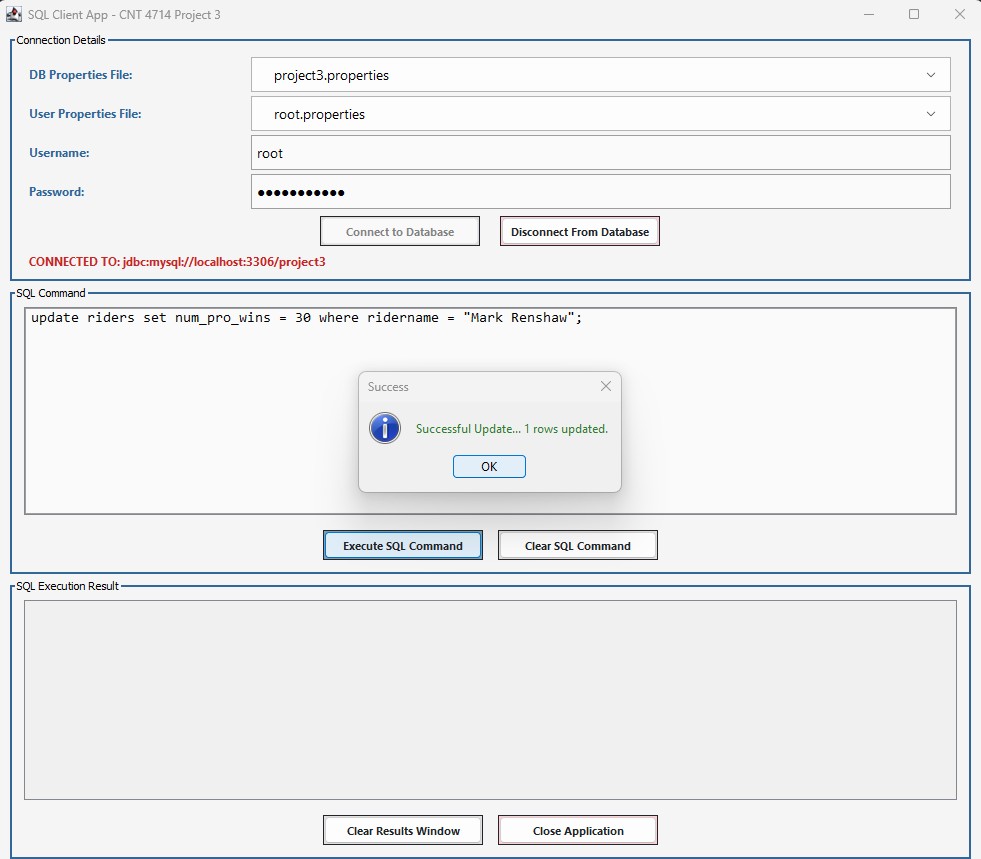 SQL Client App - CNT 4714 Project 3
Connection Details
DB Properties File: project3.properties
User Properties File: root.properties
Username: root
Password: ●●●●●●●●●●●
Connect to Database Disconnect From Database
CONNECTED TO: jdbc:mysql://localhost:3306/project3
SQL Command
update riders set num_pro_wins = 30 where ridername = "Mark Renshaw";
Success
Successful Update... 1 rows updated.
OK
Execute SQL Command Clear SQL Command
SQL Execution Result
Clear Results Window Close Application